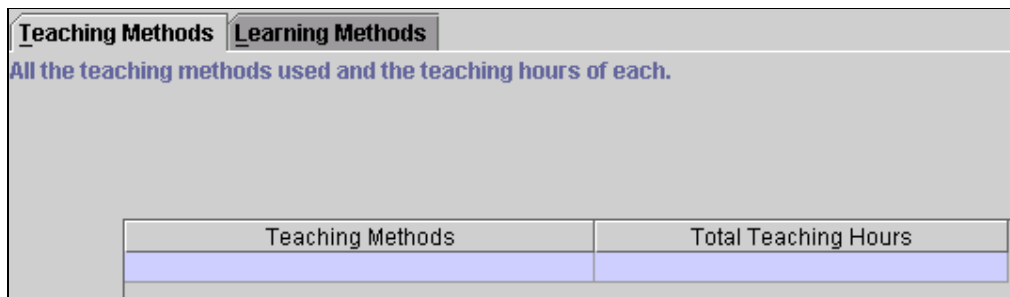 Teaching Methods Learning Methods
All the teaching methods used and the teaching hours of each.
Teaching Methods Total Teaching Hours